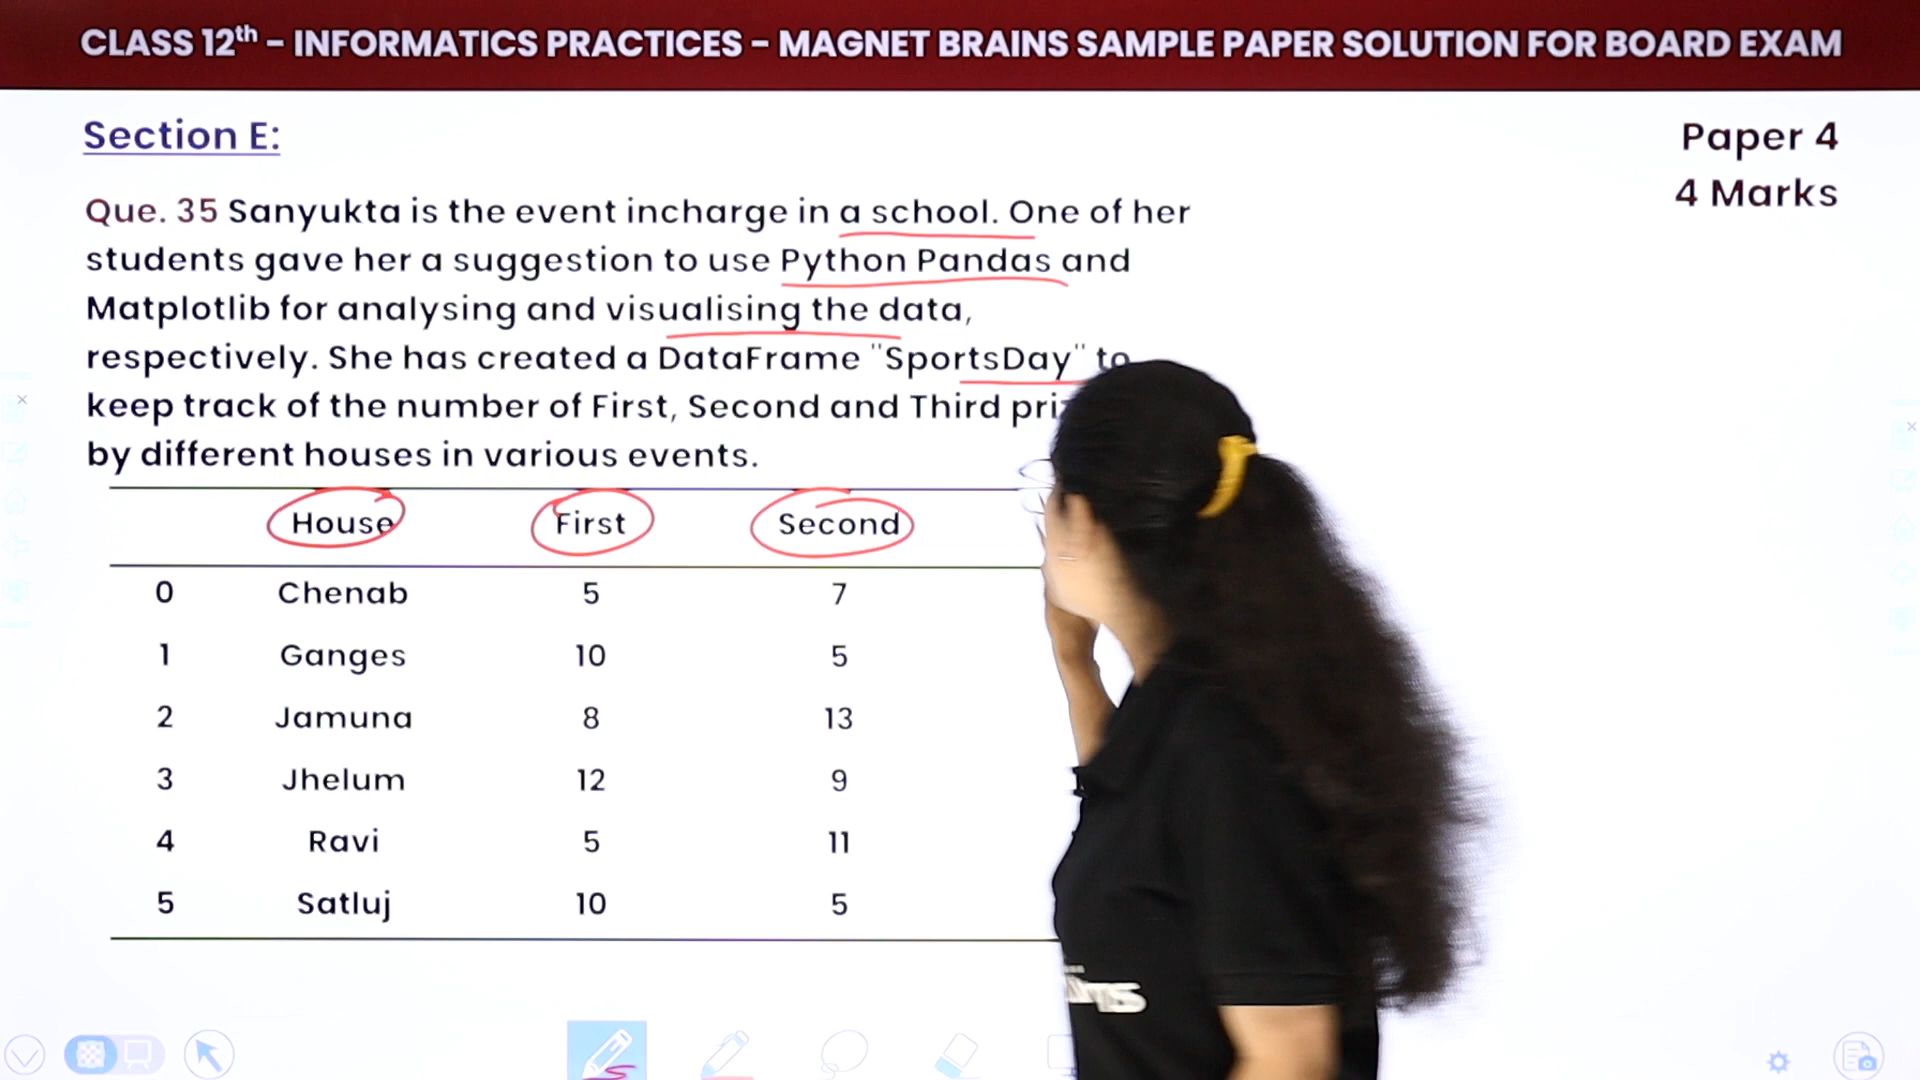 CLASS 12th - INFORMATICS PRACTICES - MAGNET BRAINS SAMPLE PAPER SOLUTION FOR BOARD EXAM
Section E:
Paper 4
4 Marks
Que. 35 Sanyukta is the event incharge in a school. One of her
students gave her a suggestion to use Python Pandas and
Matplotlib for analysing and visualising the data,
respectively. She has created a DataFrame "SportsDay" to
keep track of the number of First, Second and Third
by different houses in various events.
House First Second
0 Chenab 5 7
1 Ganges 10 5
2 Jamuna 8 13
3 Jhelum 12 9
4 Ravi 5 11
5 Satluj 10 5